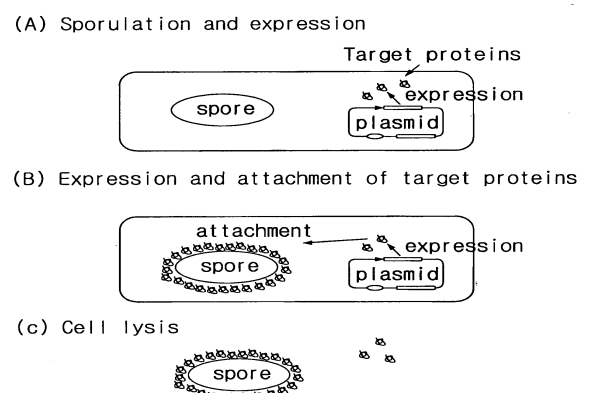 (A) Sporulation and expression
Target proteins
expression
spore
plasmid
(B) Expression and attachment of target proteins
attachment
expression
spore
plasmid
(c) Cell lysis
spore